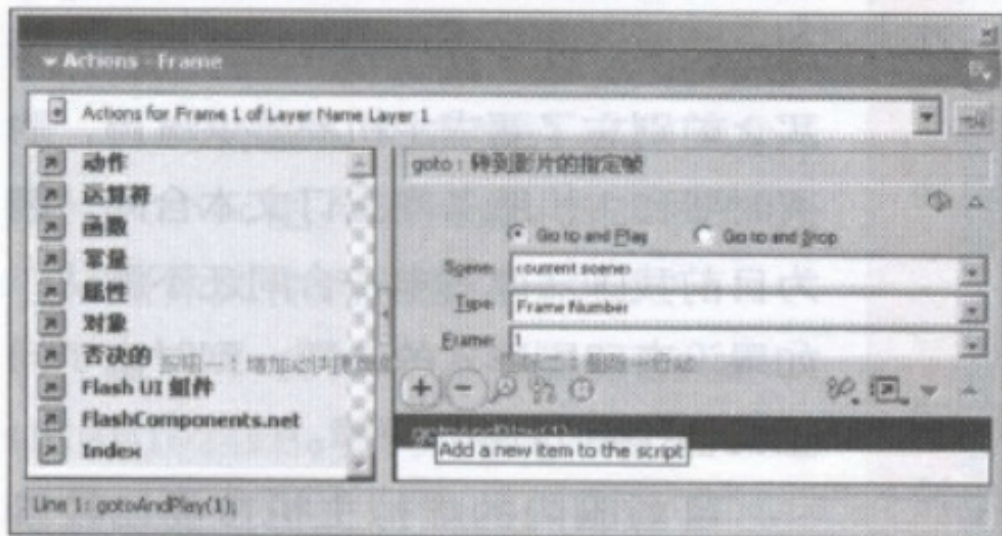 Actions - Frame
Actions for Frame 1 of Layer Name Layer 1
动作
运算符
函数
常量
属性
对象
否决的
Flash UI 组件
FlashComponents.net
Index
goto : 转到影片的指定帧
Go to and Play
Go to and Stop
Scene: <current scene>
Type: Frame Number
Frame: 1
gotoAndPlay(1);
Add a new item to the script
Line 1: gotoAndPlay(1);